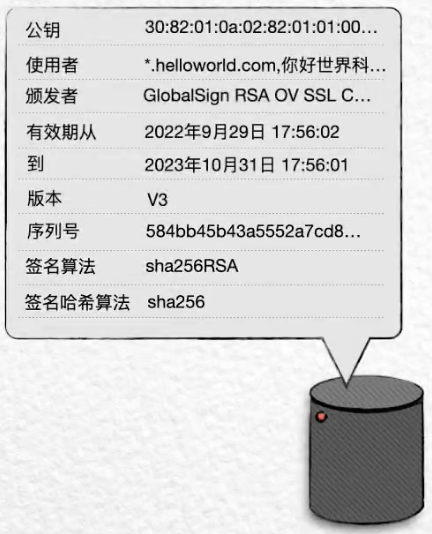 公钥 30:82:01:0a:02:82:01:01:00...
使用者 *.helloworld.com,你好世界科...
颁发者 GlobalSign RSA OV SSL C...
有效期从 2022年9月29日 17:56:02
到 2023年10月31日 17:56:01
版本 V3
序列号 584bb45b43a5552a7cd8...
签名算法 sha256RSA
签名哈希算法 sha256